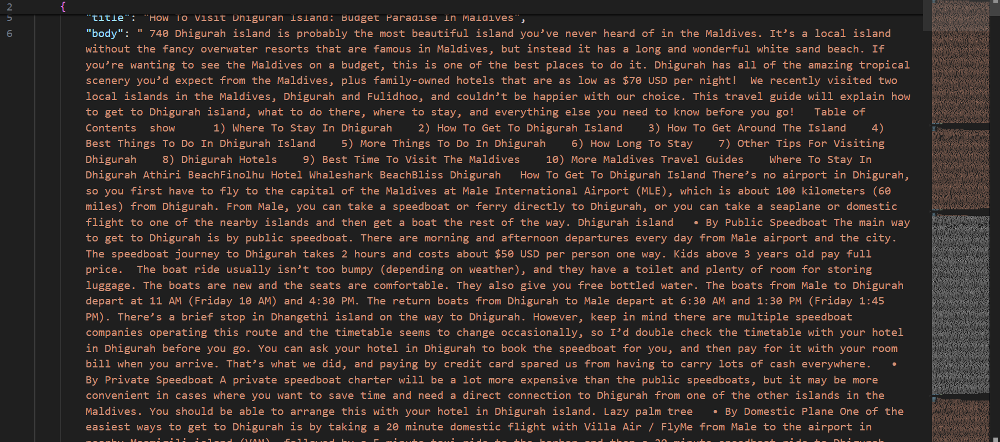 2 {
5 "title": "How To Visit Dhigurah Island: Budget Paradise In Maldives",
6 "body": " 740 Dhigurah island is probably the most beautiful island you’ve never heard of in the Maldives. It’s a local island
without the fancy overwater resorts that are famous in Maldives, but instead it has a long and wonderful white sand beach. If
you’re wanting to see the Maldives on a budget, this is one of the best places to do it. Dhigurah has all of the amazing tropical
scenery you’d expect from the Maldives, plus family-owned hotels that are as low as $70 USD per night!  We recently visited two
local islands in the Maldives, Dhigurah and Fulidhoo, and couldn’t be happier with our choice. This travel guide will explain how
to get to Dhigurah island, what to do there, where to stay, and everything else you need to know before you go!   Table of
Contents  show      1) Where To Stay In Dhigurah    2) How To Get To Dhigurah Island    3) How To Get Around The Island    4)
Best Things To Do In Dhigurah Island    5) More Things To Do In Dhigurah    6) How Long To Stay    7) Other Tips For Visiting
Dhigurah    8) Dhigurah Hotels    9) Best Time To Visit The Maldives    10) More Maldives Travel Guides    Where To Stay In
Dhigurah Athiri BeachFinolhu Hotel Whaleshark BeachBliss Dhigurah   How To Get To Dhigurah Island There’s no airport in Dhigurah,
so you first have to fly to the capital of the Maldives at Male International Airport (MLE), which is about 100 kilometers (60
miles) from Dhigurah. From Male, you can take a speedboat or ferry directly to Dhigurah, or you can take a seaplane or domestic
flight to one of the nearby islands and then get a boat the rest of the way. Dhigurah island   • By Public Speedboat The main way
to get to Dhigurah is by public speedboat. There are morning and afternoon departures every day from Male airport and the city.
The speedboat journey to Dhigurah takes 2 hours and costs about $50 USD per person one way. Kids above 3 years old pay full
price.  The boat ride usually isn’t too bumpy (depending on weather), and they have a toilet and plenty of room for storing
luggage. The boats are new and the seats are comfortable. They also give you free bottled water. The boats from Male to Dhigurah
depart at 11 AM (Friday 10 AM) and 4:30 PM. The return boats from Dhigurah to Male depart at 6:30 AM and 1:30 PM (Friday 1:45
PM). There’s a brief stop in Dhangethi island on the way to Dhigurah. However, keep in mind there are multiple speedboat
companies operating this route and the timetable seems to change occasionally, so I’d double check the timetable with your hotel
in Dhigurah before you go. You can ask your hotel in Dhigurah to book the speedboat for you, and then pay for it with your room
bill when you arrive. That’s what we did, and paying by credit card spared us from having to carry lots of cash everywhere.   •
By Private Speedboat A private speedboat charter will be a lot more expensive than the public speedboats, but it may be more
convenient in cases where you want to save time and need a direct connection to Dhigurah from one of the other islands in the
Maldives. You should be able to arrange this with your hotel in Dhigurah island. Lazy palm tree   • By Domestic Plane One of the
easiest ways to get to Dhigurah is by taking a 20 minute domestic flight with Villa Air / FlyMe from Male to the airport in
nearby Maamigili island (VAM), followed by a 5 minute taxi ride to the harbor and then a 20 minute speedboat ride to Dhigurah